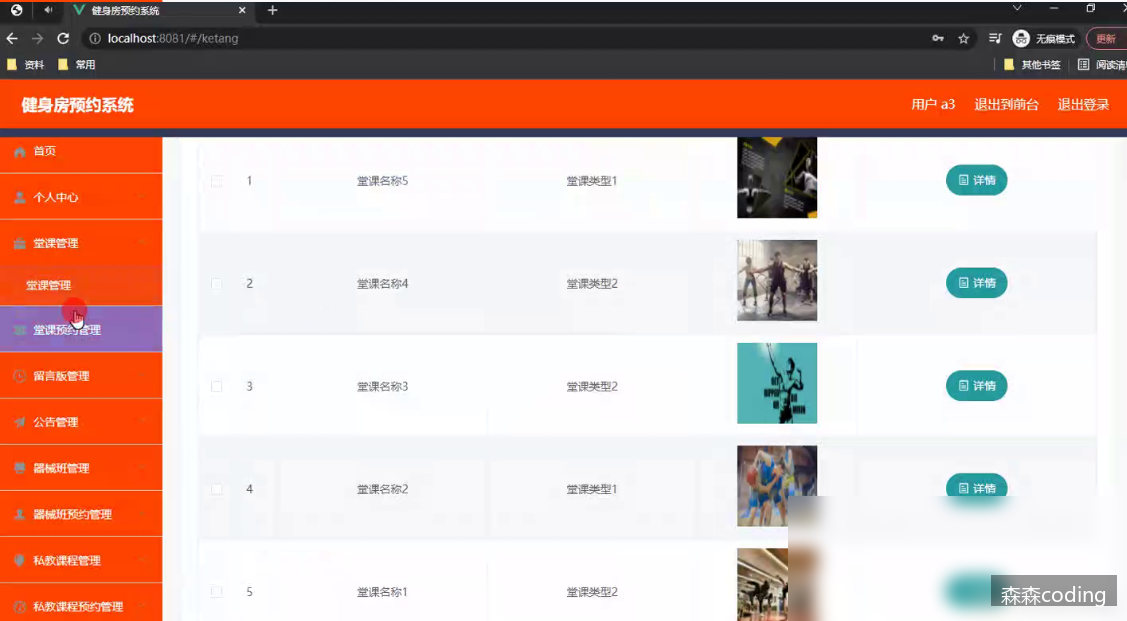 健身房预约系统
localhost:8081/#/ketang
无痕模式
更新
资料
常用
其他书签
阅读清
健身房预约系统
用户 a3
退出到前台
退出登录
首页
个人中心
堂课管理
堂课管理
堂课预约管理
留言版管理
公告管理
器械班管理
器械班预约管理
私教课程管理
私教课程预约管理
1 堂课名称5 堂课类型1 详情
2 堂课名称4 堂课类型2 详情
3 堂课名称3 堂课类型2 详情
4 堂课名称2 堂课类型1 详情
5 堂课名称1 堂课类型2
森森coding